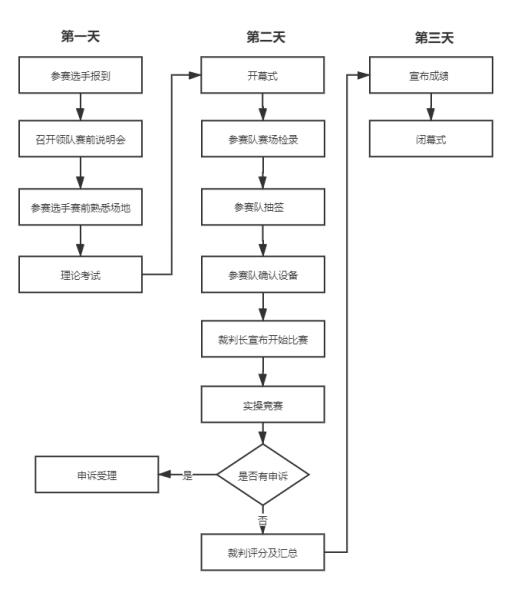 第一天
参赛选手报到
召开领队赛前说明会
参赛选手赛前熟悉场地
理论考试
第二天
开幕式
参赛队赛场检录
参赛队抽签
参赛队确认设备
裁判长宣布开始比赛
实操竞赛
是否有申诉
是
申诉受理
否
裁判评分及汇总
第三天
宣布成绩
闭幕式